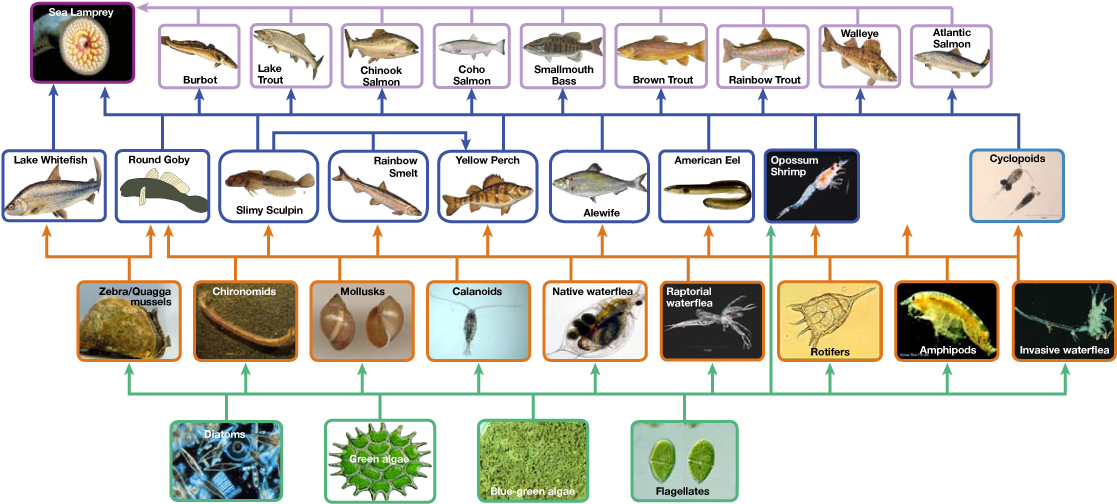 Sea Lamprey
Burbot
Lake
Trout
Chinook
Salmon
Coho
Salmon
Smallmouth
Bass
Brown Trout
Rainbow Trout
Walleye
Atlantic
Salmon
Lake Whitefish
Round Goby
Slimy Sculpin
Rainbow
Smelt
Yellow Perch
Alewife
American Eel
Opossum
Shrimp
Cyclopoids
Zebra/Quagga
mussels
Chironomids
Mollusks
Calanoids
Native waterflea
Raptorial
waterflea
Rotifers
Amphipods
Invasive waterflea
Diatoms
Green algae
Blue-green algae
Flagellates